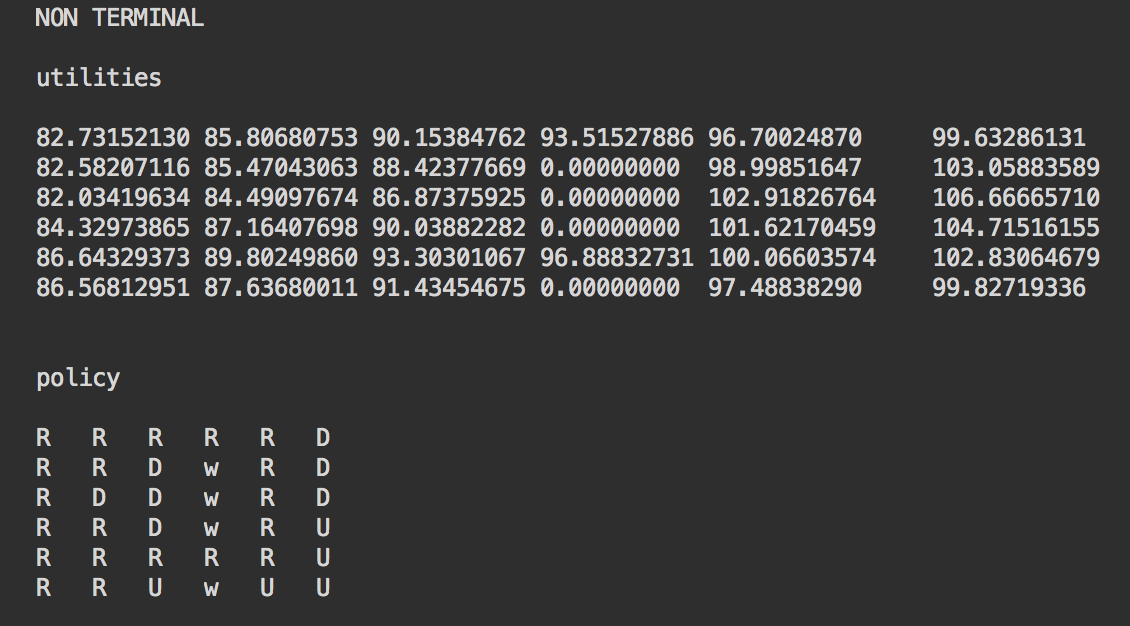 NON TERMINAL
utilities
82.73152130 85.80680753 90.15384762 93.51527886 96.70024870 99.63286131
82.58207116 85.47043063 88.42377669 0.00000000 98.99851647 103.05883589
82.03419634 84.49097674 86.87375925 0.00000000 102.91826764 106.66665710
84.32973865 87.16407698 90.03882282 0.00000000 101.62170459 104.71516155
86.64329373 89.80249860 93.30301067 96.88832731 100.06603574 102.83064679
86.56812951 87.63680011 91.43454675 0.00000000 97.48838290 99.82719336
policy
R R R R R D
R R D w R D
R D D w R D
R R D w R U
R R R R R U
R R U w U U